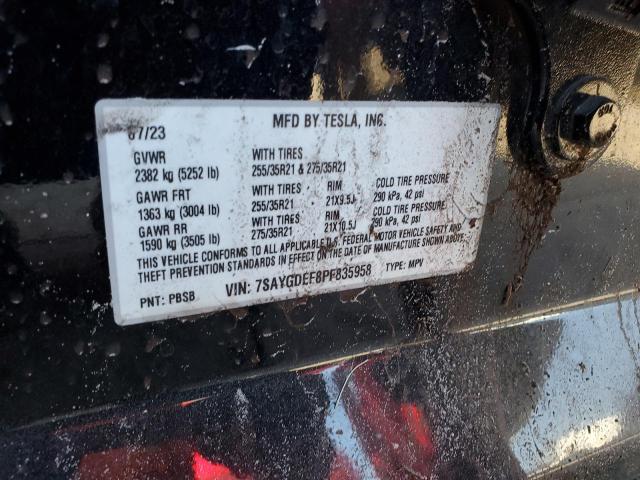 07/23 MFD BY TESLA, INC.
GVWR WITH TIRES
2382 kg (5252 lb) 255/35R21 & 275/35R21
GAWR FRT WITH TIRES RIM COLD TIRE PRESSURE
1363 kg (3004 lb) 255/35R21 21X9.5J 290 kPa, 42 psi
GAWR RR WITH TIRES RIM COLD TIRE PRESSURE
1590 kg (3505 lb) 275/35R21 21X10.5J 290 kPa, 42 psi
THIS VEHICLE CONFORMS TO ALL APPLICABLE U.S. FEDERAL MOTOR VEHICLE SAFETY AND
THEFT PREVENTION STANDARDS IN EFFECT ON THE DATE OF MANUFACTURE SHOWN ABOVE.
PNT: PBSB VIN: 7SAYGDEF8PF835958 TYPE: MPV